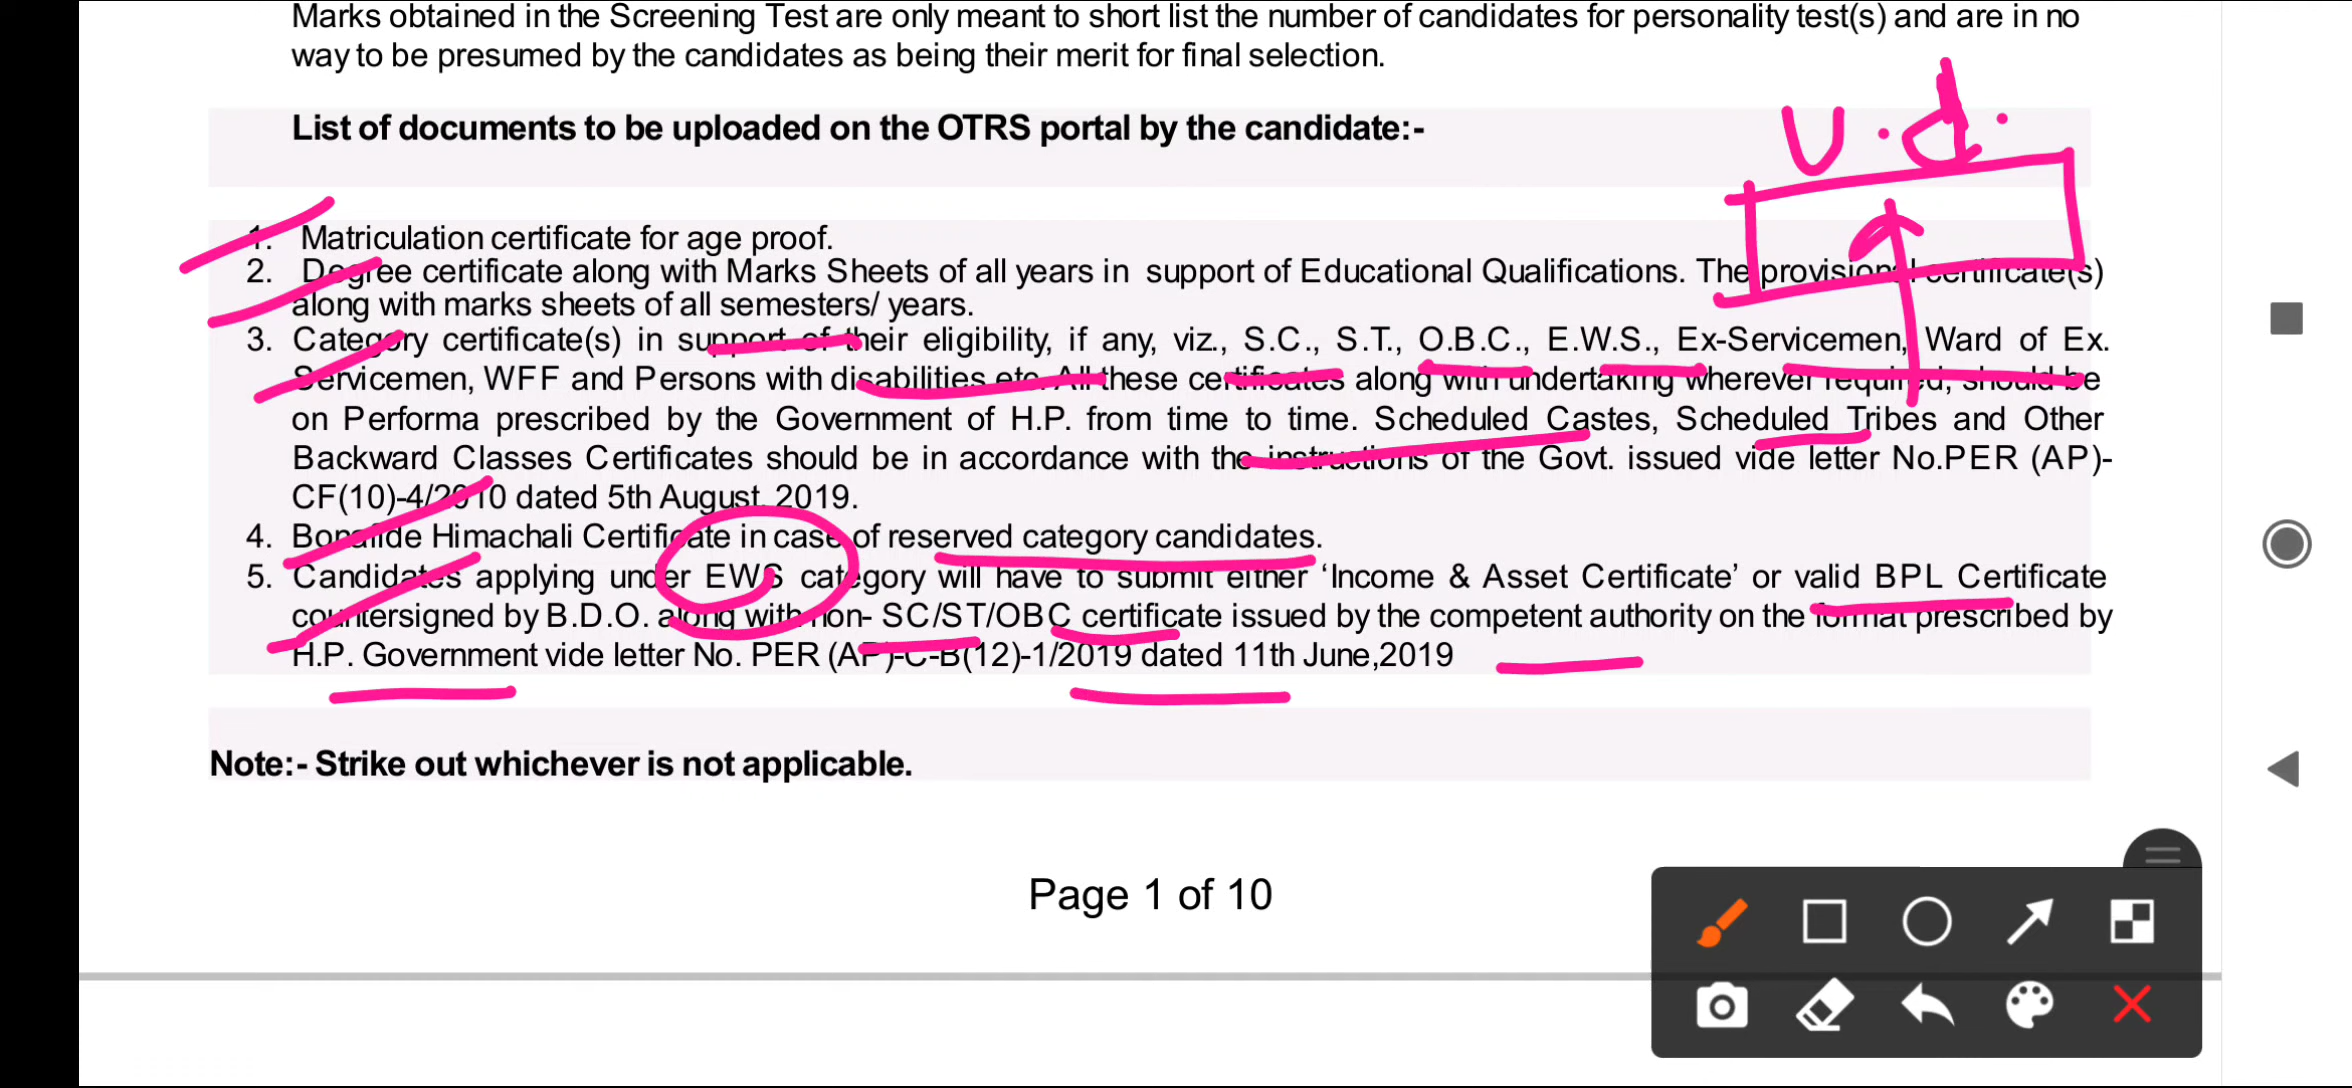 Marks obtained in the Screening Test are only meant to short list the number of candidates for personality test(s) and are in no
way to be presumed by the candidates as being their merit for final selection.
List of documents to be uploaded on the OTRS portal by the candidate:-
U.d.
1. Matriculation certificate for age proof.
2. Degree certificate along with Marks Sheets of all years in support of Educational Qualifications. The provisional certificate(s)
along with marks sheets of all semesters/ years.
3. Category certificate(s) in support of their eligibility, if any, viz., S.C., S.T., O.B.C., E.W.S., Ex-Servicemen, Ward of Ex.
Servicemen, WFF and Persons with disabilities etc. All these certificates along with undertaking wherever required, should be
on Performa prescribed by the Government of H.P. from time to time. Scheduled Castes, Scheduled Tribes and Other
Backward Classes Certificates should be in accordance with the instructions of the Govt. issued vide letter No.PER (AP)-
CF(10)-4/2010 dated 5th August, 2019.
4. Bonafide Himachali Certificate in case of reserved category candidates.
5. Candidates applying under EWS category will have to submit either ‘Income & Asset Certificate’ or valid BPL Certificate
countersigned by B.D.O. along with non- SC/ST/OBC certificate issued by the competent authority on the format prescribed by
H.P. Government vide letter No. PER (AP)-C-B(12)-1/2019 dated 11th June,2019
Note:- Strike out whichever is not applicable.
Page 1 of 10